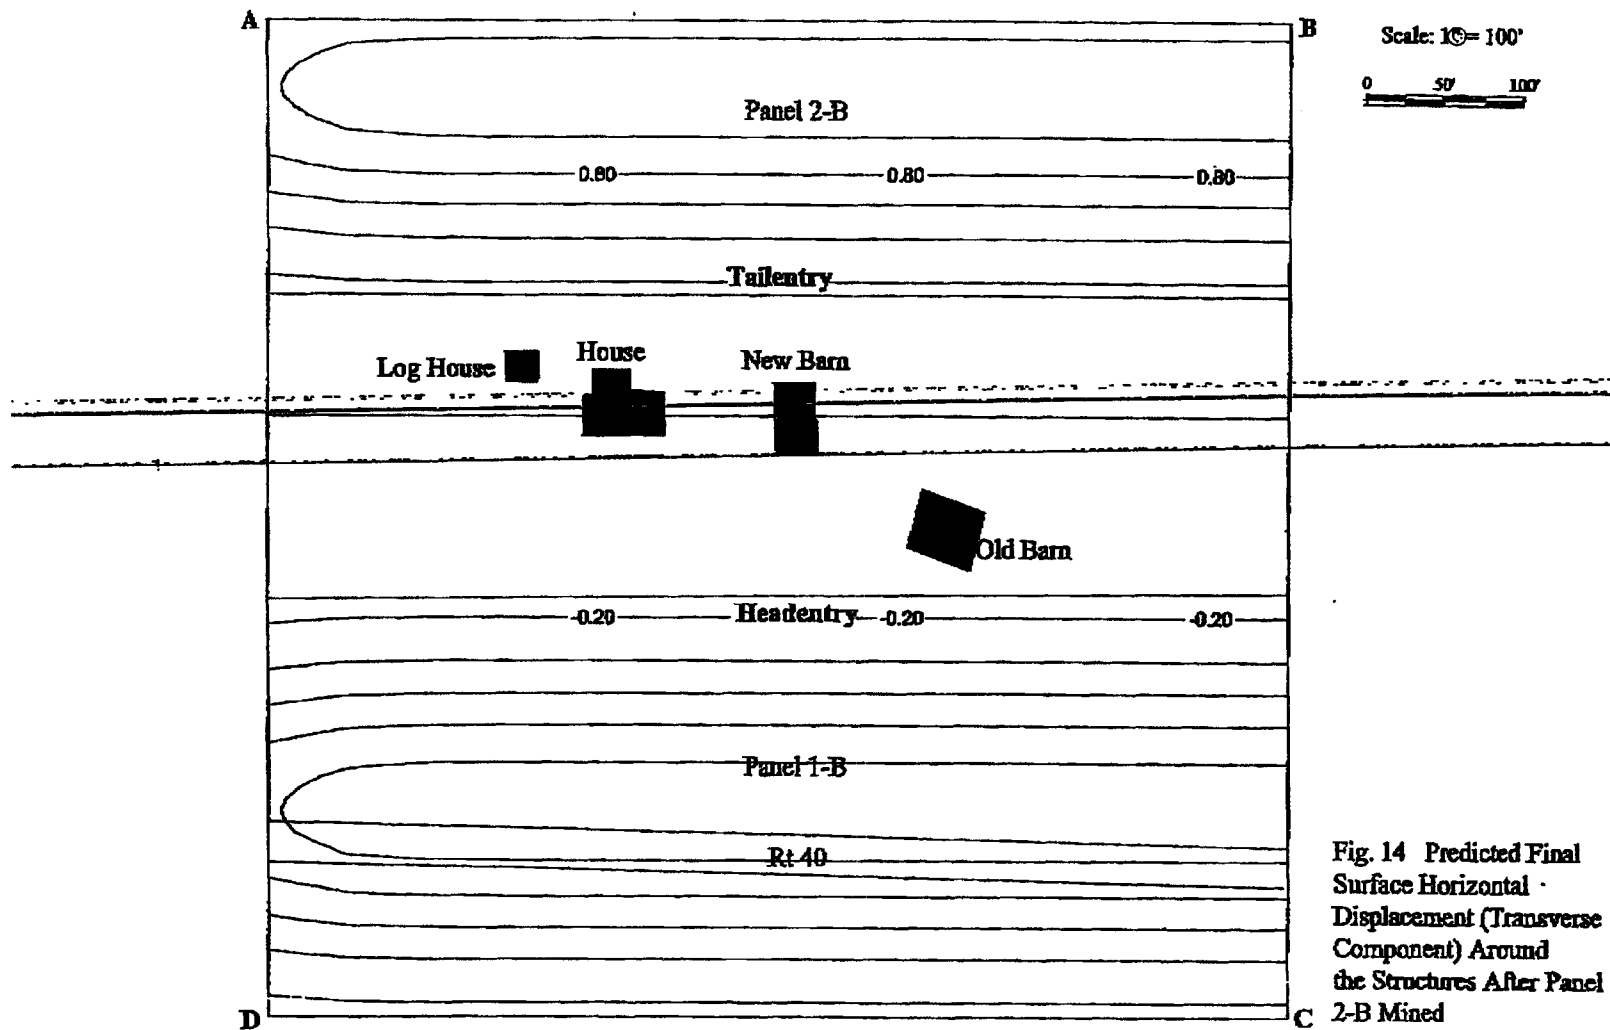 A
B
Scale: 1"= 100'
0 50' 100'
Panel 2-B
0.80 0.80 0.80
Tailentry
Log House
House
New Barn
Old Barn
Headentry
-0.20 -0.20 -0.20
Panel 1-B
Rt 40
Fig. 14 Predicted Final
Surface Horizontal
Displacement (Transverse
Component) Around
the Structures After Panel
2-B Mined
D
C